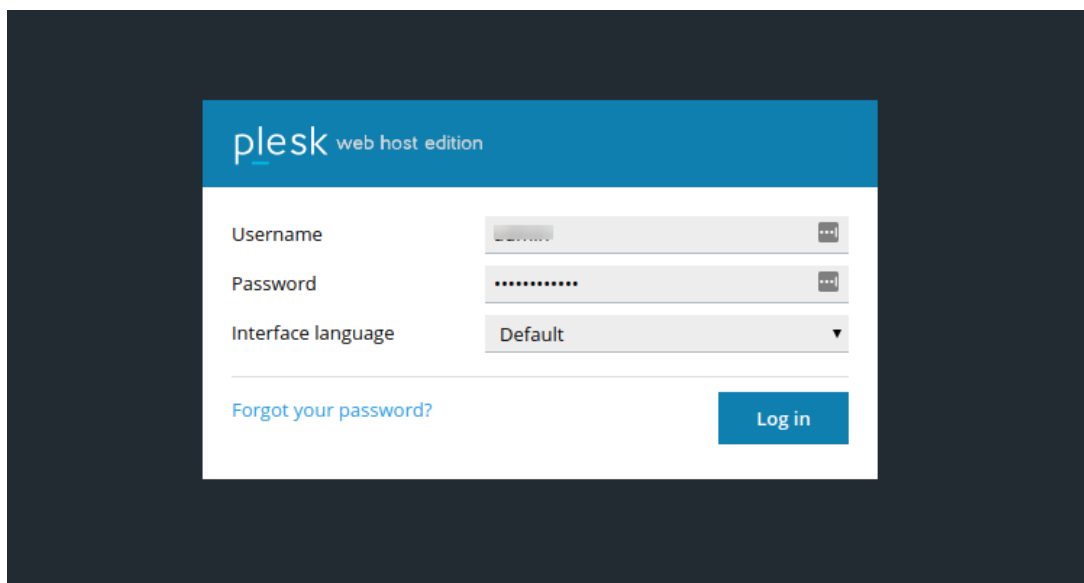 plesk web host edition
Username
Password ••••••••••••
Interface language Default
Forgot your password? Log in